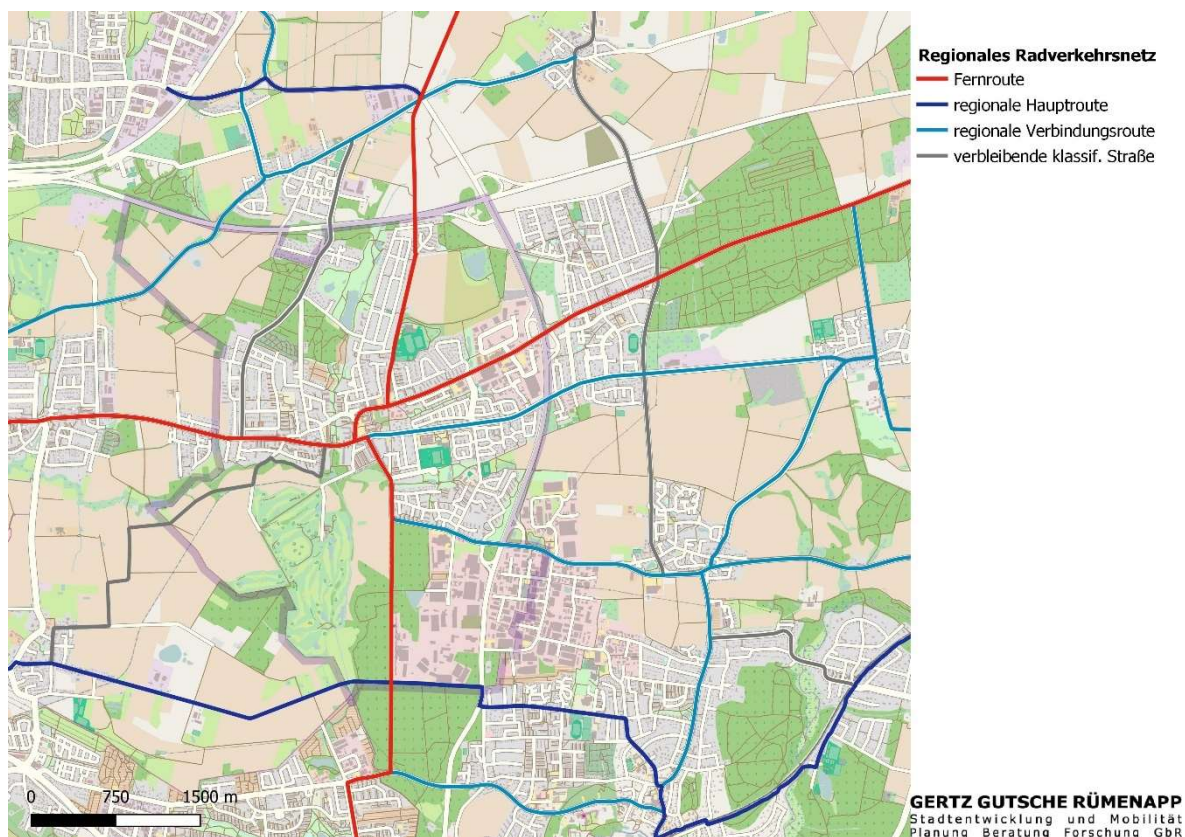 Regionales Radverkehrsnetz
Fernroute
regionale Hauptroute
regionale Verbindungsroute
verbleibende klassif. Straße
0 750 1500 m
GERTZ GUTSCHE RÜMENAPP
Stadtentwicklung und Mobilität
Planung Beratung Forschung GbR